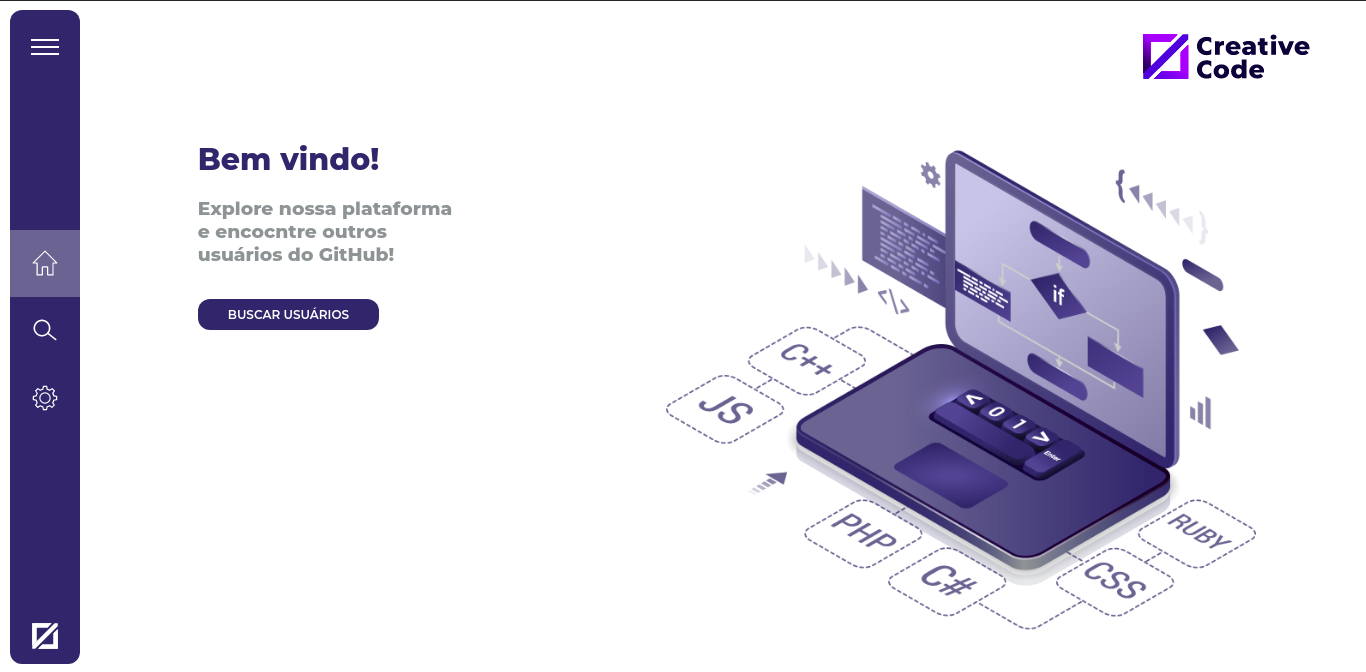 Creative
Code
Bem vindo!
Explore nossa plataforma
e encocntre outros
usuários do GitHub!
BUSCAR USUÁRIOS
{
}
</>
if
C++
JS
< 0 1 >
Enter
PHP
C#
CSS
RUBY